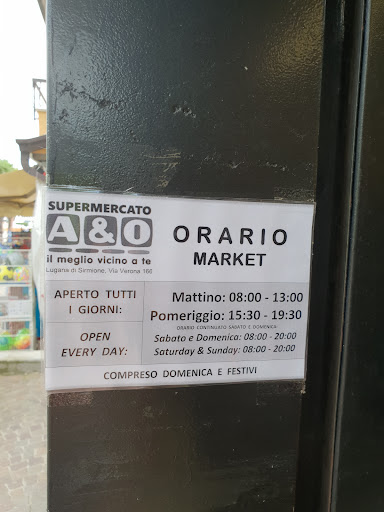 SUPERMERCATO
A&O
il meglio vicino a te
Lugana di Sirmione, Via Verona 166
ORARIO
MARKET
APERTO TUTTI
I GIORNI:
Mattino: 08:00 - 13:00
Pomeriggio: 15:30 - 19:30
ORARIO CONTINUATO SABATO E DOMENICA
OPEN
EVERY DAY:
Sabato e Domenica: 08:00 - 20:00
Saturday & Sunday: 08:00 - 20:00
COMPRESO DOMENICA E FESTIVI